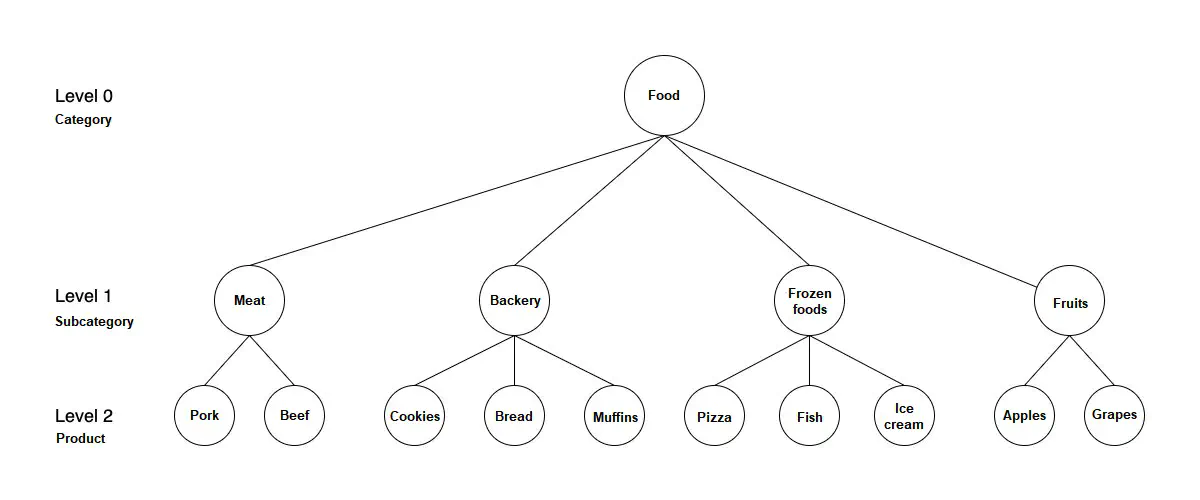 Level 0
Category
Food
Level 1
Subcategory
Meat
Backery
Frozen
foods
Fruits
Level 2
Product
Pork
Beef
Cookies
Bread
Muffins
Pizza
Fish
Ice
cream
Apples
Grapes